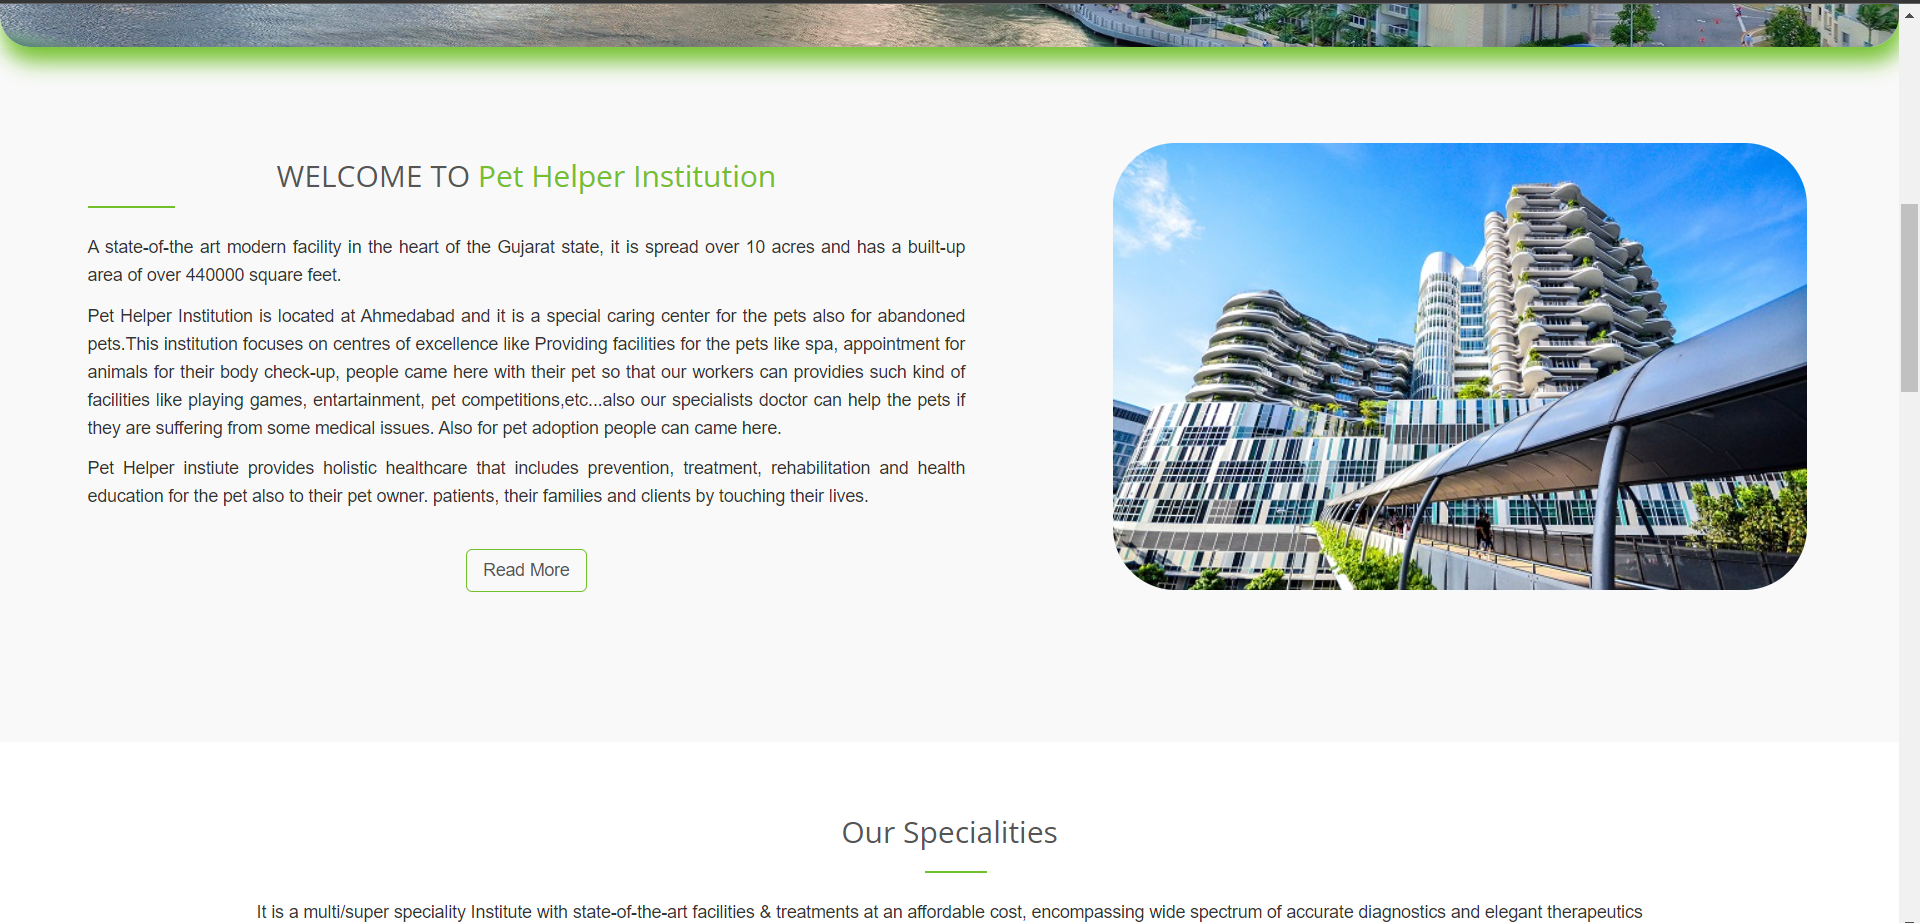 WELCOME TO Pet Helper Institution
A state-of-the art modern facility in the heart of the Gujarat state, it is spread over 10 acres and has a built-up
area of over 440000 square feet.
Pet Helper Institution is located at Ahmedabad and it is a special caring center for the pets also for abandoned
pets.This institution focuses on centres of excellence like Providing facilities for the pets like spa, appointment for
animals for their body check-up, people came here with their pet so that our workers can providies such kind of
facilities like playing games, entartainment, pet competitions,etc...also our specialists doctor can help the pets if
they are suffering from some medical issues. Also for pet adoption people can came here.
Pet Helper instiute provides holistic healthcare that includes prevention, treatment, rehabilitation and health
education for the pet also to their pet owner. patients, their families and clients by touching their lives.
Read More
Our Specialities
It is a multi/super speciality Institute with state-of-the-art facilities & treatments at an affordable cost, encompassing wide spectrum of accurate diagnostics and elegant therapeutics